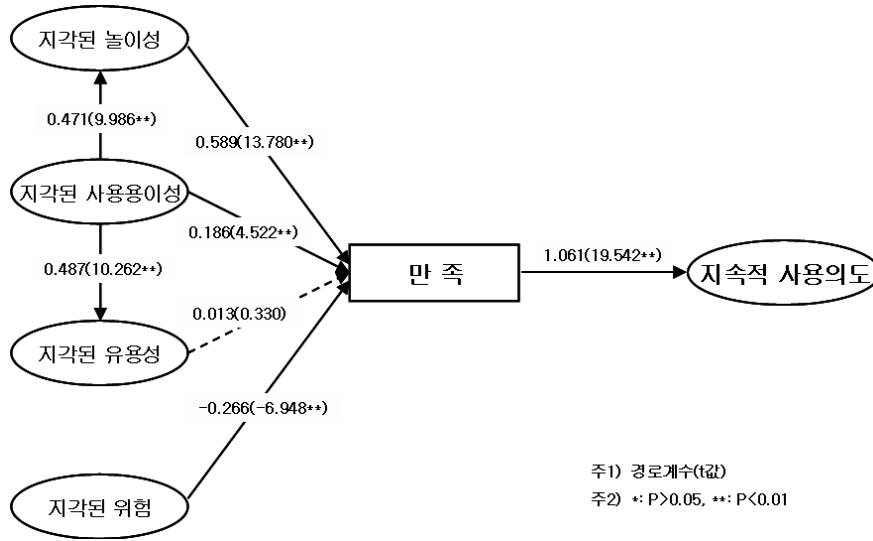 지각된 놀이성
0.471(9.986**)
0.589(13.780**)
지각된 사용용이성
0.186(4.522**)
0.487(10.262**)
만 족
1.061(19.542**)
지속적 사용의도
0.013(0.330)
지각된 유용성
-0.266(-6.948**)
지각된 위험
주1) 경로계수(t값)
주2) *: P>0.05, **: P<0.01